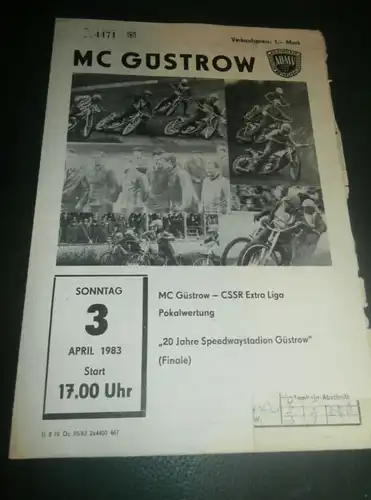 4471
Verkaufspreis: 1,- Mark
MC GÜSTROW
ADMV
SONNTAG
3
APRIL 1983
Start
17.00 Uhr
MC Güstrow – CSSR Extra Liga
Pokalwertung
„20 Jahre Speedwaystadion Güstrow"
(Finale)